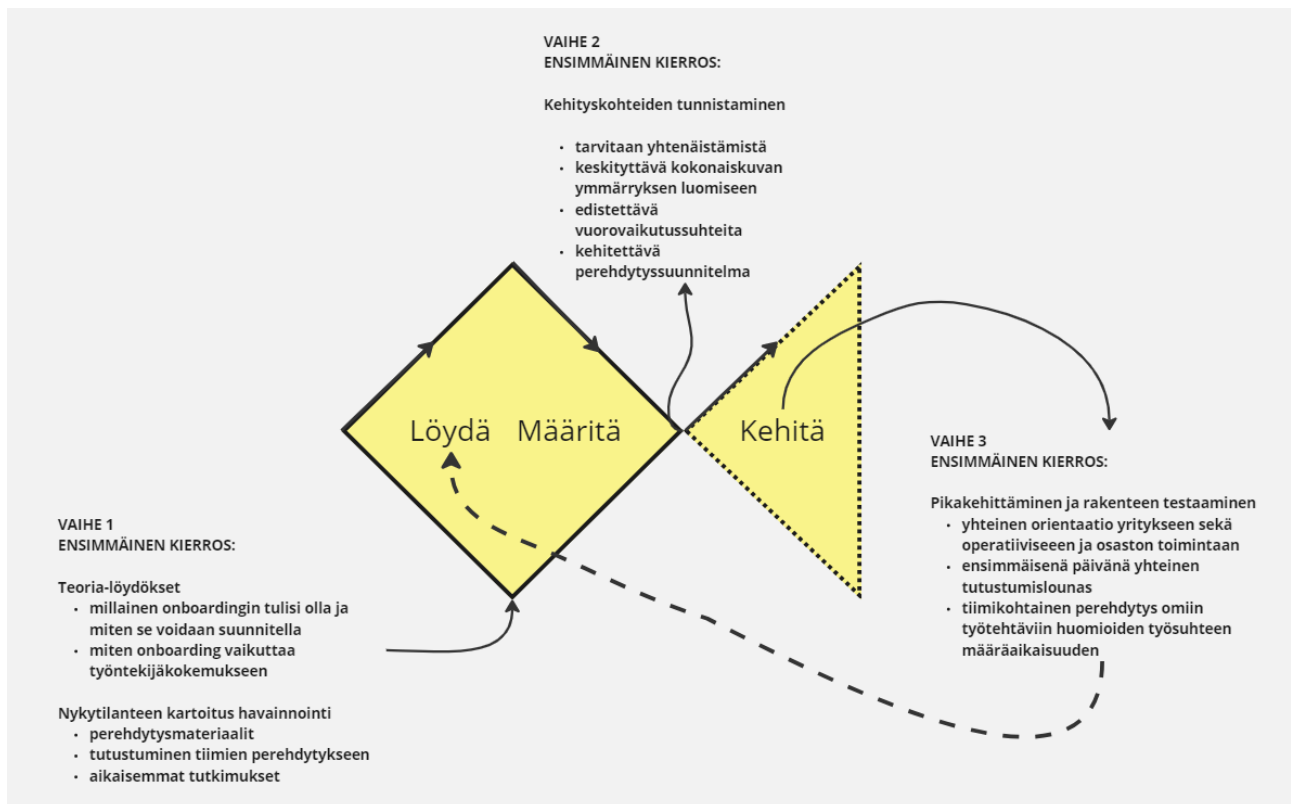 VAIHE 2
ENSIMMÄINEN KIERROS:
Kehityskohteiden tunnistaminen
· tarvitaan yhtenäistämistä
· keskityttävä kokonaiskuvan
ymmärryksen luomiseen
· edistettävä
vuorovaikutussuhteita
· kehitettävä
perehdytyssuunnitelma
Löydä
Määritä
Kehitä
VAIHE 3
ENSIMMÄINEN KIERROS:
Pikakehittäminen ja rakenteen testaaminen
· yhteinen orientaatio yritykseen sekä
operatiiviseeen ja osaston toimintaan
· ensimmäisenä päivänä yhteinen
tutustumislounas
· tiimikohtainen perehdytys omiin
työtehtäviin huomioiden työsuhteen
määräaikaisuuden
VAIHE 1
ENSIMMÄINEN KIERROS:
Teoria-löydökset
· millainen onboardingin tulisi olla ja
miten se voidaan suunnitella
· miten onboarding vaikuttaa
työntekijäkokemukseen
Nykytilanteen kartoitus havainnointi
· perehdytysmateriaalit
· tutustuminen tiimien perehdytykseen
· aikaisemmat tutkimukset